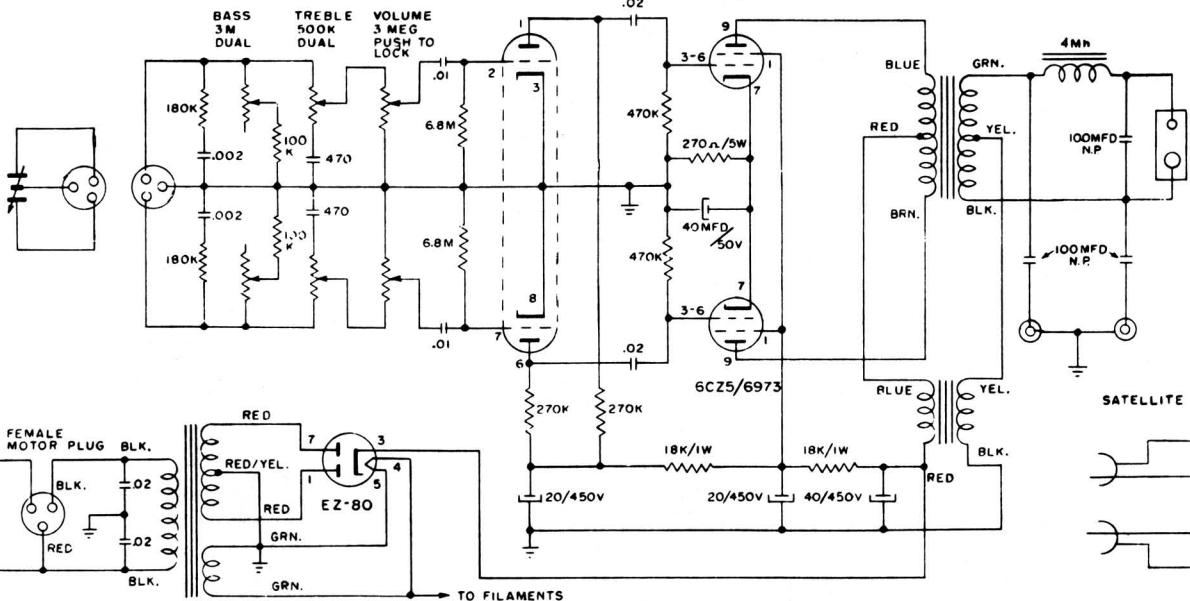 BASS
3M
DUAL
TREBLE
500K
DUAL
VOLUME
3 MEG
PUSH TO
LOCK
.02
.01
1
2
3
9
3-6
1
7
BLUE
GRN.
4Mh
180K
100
K
.002
470
6.8M
470K
270Ω/5W
RED
YEL.
100MFD
N.P.
40MFD
/50V
BRN.
BLK.
.002
100
K
470
180K
6.8M
470K
100MFD
N.P.
8
7
6
.01
.02
3-6
7
1
9
6CZ5/6973
270K
270K
BLUE
YEL.
BLK.
RED
SATELLITE
18K/1W
18K/1W
20/450V
20/450V
40/450V
FEMALE
MOTOR PLUG
BLK.
BLK.
RED
.02
.02
BLK.
RED
RED/YEL.
RED
7
1
3
4
5
EZ-80
GRN.
GRN.
TO FILAMENTS